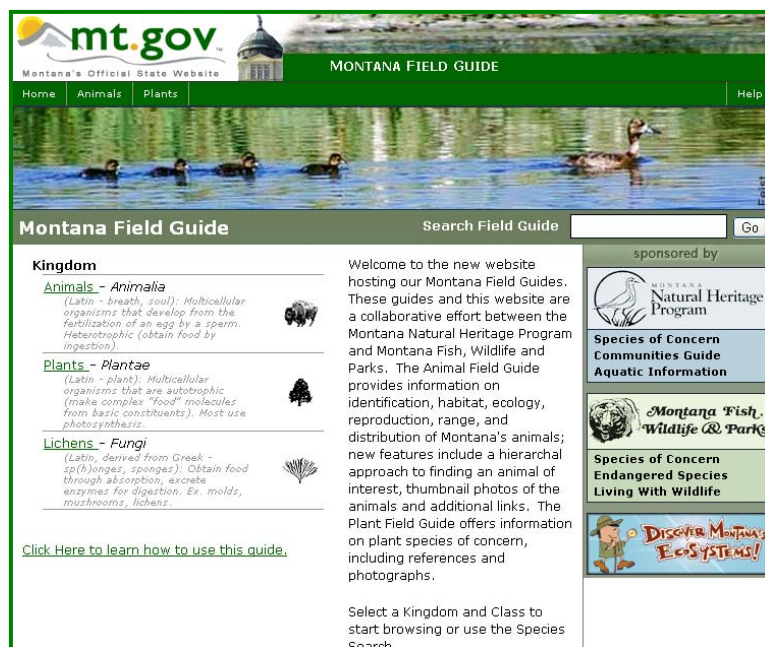 mt.gov
Montana's Official State Website
MONTANA FIELD GUIDE
Home
Animals
Plants
Help
Feist
Montana Field Guide
Search Field Guide
Go
Kingdom
Animals - Animalia
(Latin - breath, soul): Multicellular
organisms that develop from the
fertilization of an egg by a sperm.
Heterotrophic (obtain food by
ingestion).
Plants - Plantae
(Latin - plant): Multicellular
organisms that are autotrophic
(make complex "food" molecules
from basic constituents). Most use
photosynthesis.
Lichens - Fungi
(Latin, derived from Greek -
sp(h)onges, sponges): Obtain food
through absorption, excrete
enzymes for digestion. Ex. molds,
mushrooms, lichens.
Click Here to learn how to use this guide.
Welcome to the new website
hosting our Montana Field Guides.
These guides and this website are
a collaborative effort between the
Montana Natural Heritage Program
and Montana Fish, Wildlife and
Parks. The Animal Field Guide
provides information on
identification, habitat, ecology,
reproduction, range, and
distribution of Montana's animals;
new features include a hierarchal
approach to finding an animal of
interest, thumbnail photos of the
animals and additional links. The
Plant Field Guide offers information
on plant species of concern,
including references and
photographs.
Select a Kingdom and Class to
start browsing or use the Species
Search
sponsored by
MONTANA
Natural Heritage
Program
Species of Concern
Communities Guide
Aquatic Information
Montana Fish,
Wildlife & Parks
Species of Concern
Endangered Species
Living With Wildlife
DISCOVER MONTANA'S
ECOSYSTEMS!